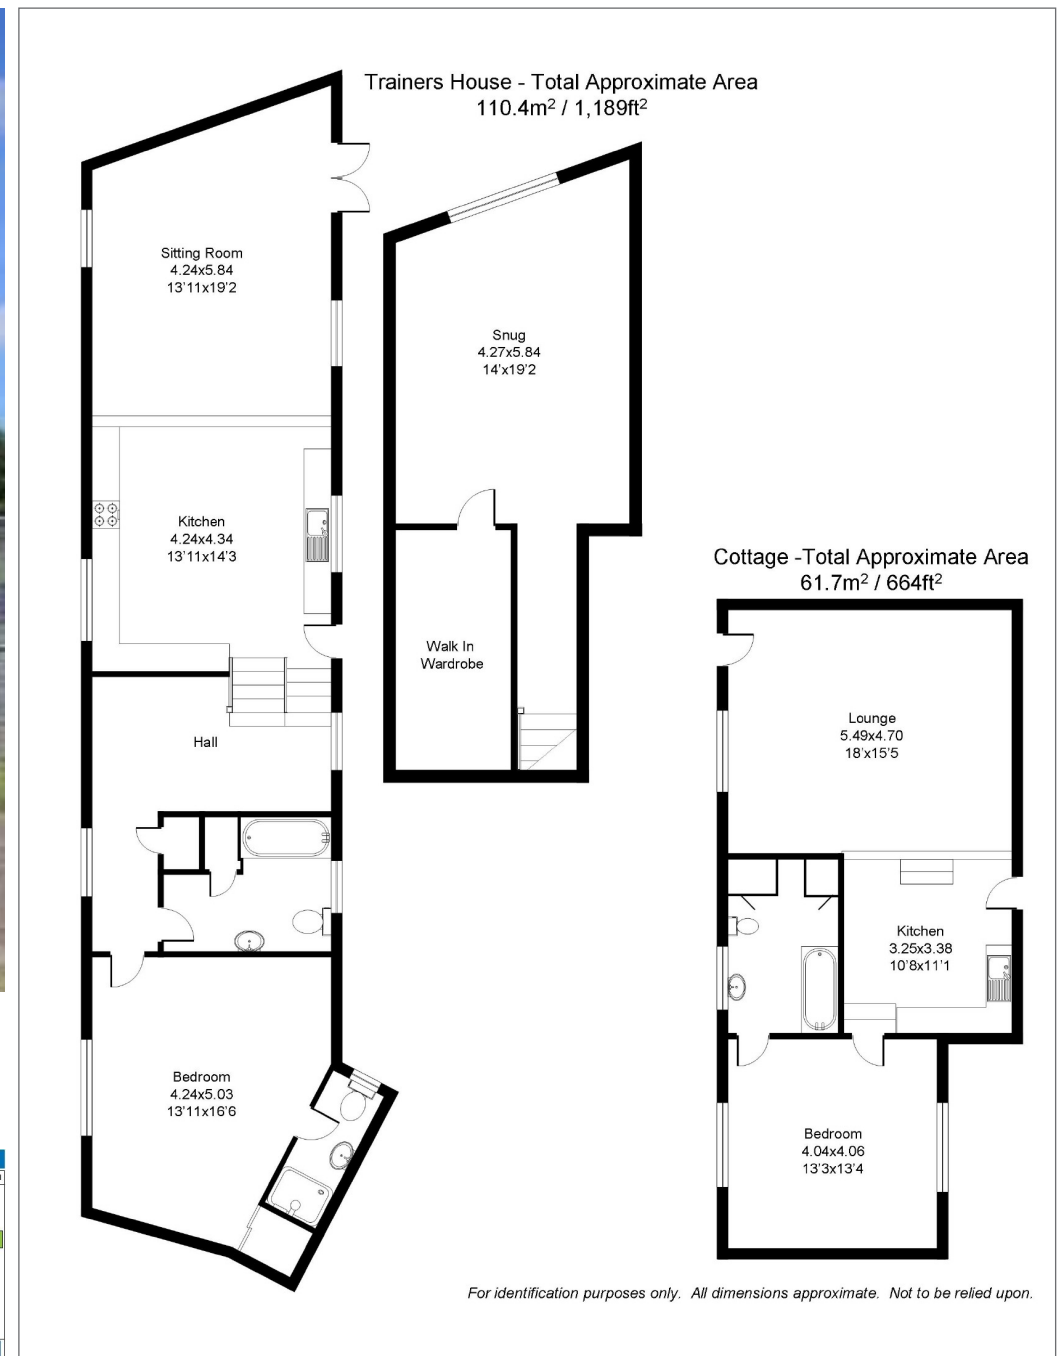 Trainers House - Total Approximate Area
110.4m² / 1,189ft²
Sitting Room
4.24x5.84
13'11x19'2
Snug
4.27x5.84
14'x19'2
Kitchen
4.24x4.34
13'11x14'3
Walk In
Wardrobe
Hall
Bedroom
4.24x5.03
13'11x16'6
Cottage -Total Approximate Area
61.7m² / 664ft²
Lounge
5.49x4.70
18'x15'5
Kitchen
3.25x3.38
10'8x11'1
Bedroom
4.04x4.06
13'3x13'4
For identification purposes only. All dimensions approximate. Not to be relied upon.